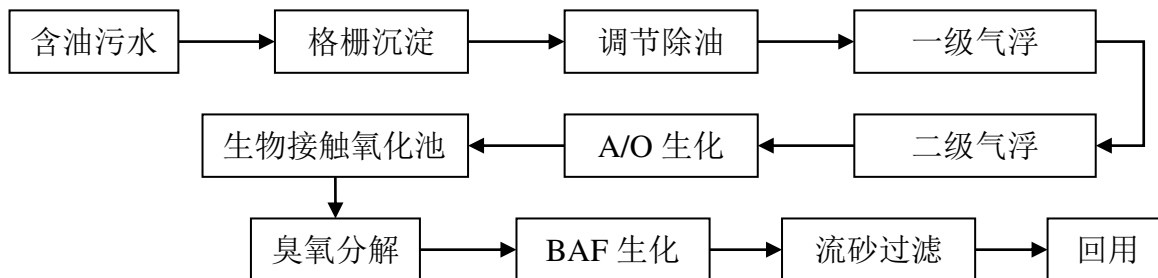 含油污水
格栅沉淀
调节除油
一级气浮
二级气浮
A/O 生化
生物接触氧化池
臭氧分解
BAF 生化
流砂过滤
回用